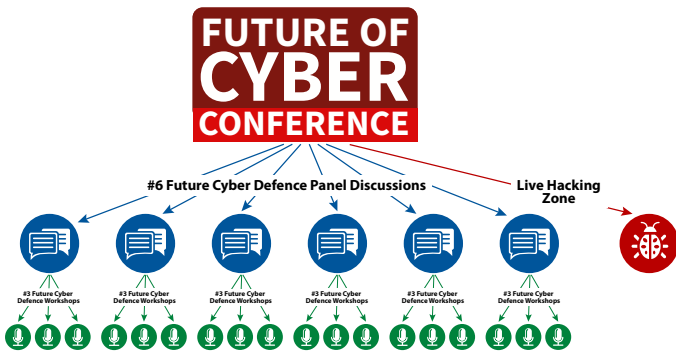 FUTURE OF
CYBER
CONFERENCE
#6 Future Cyber Defence Panel Discussions
Live Hacking
Zone
#3 Future Cyber
Defence Workshops
#3 Future Cyber
Defence Workshops
#3 Future Cyber
Defence Workshops
#3 Future Cyber
Defence Workshops
#3 Future Cyber
Defence Workshops
#3 Future Cyber
Defence Workshops